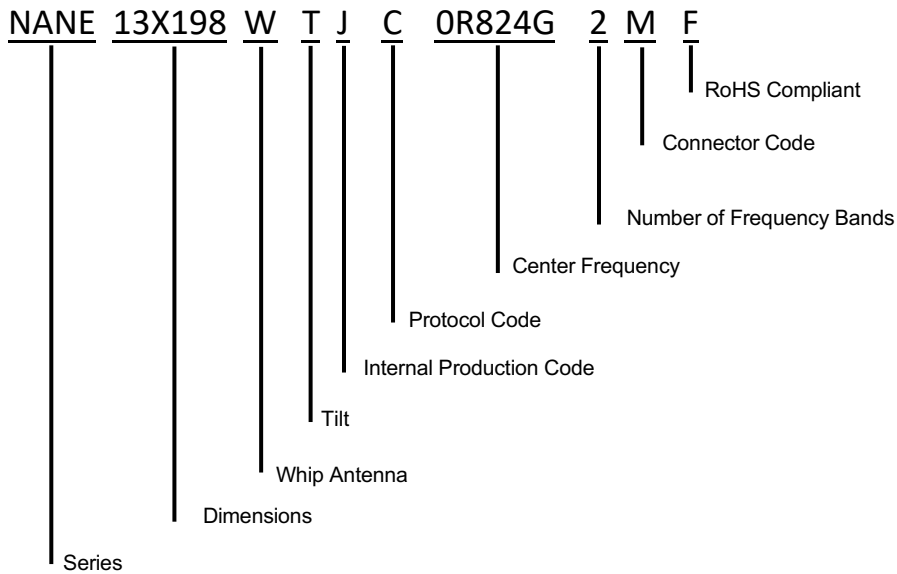 NANE 13X198 W T J C 0R824G 2 M F
RoHS Compliant
Connector Code
Number of Frequency Bands
Center Frequency
Protocol Code
Internal Production Code
Tilt
Whip Antenna
Dimensions
Series